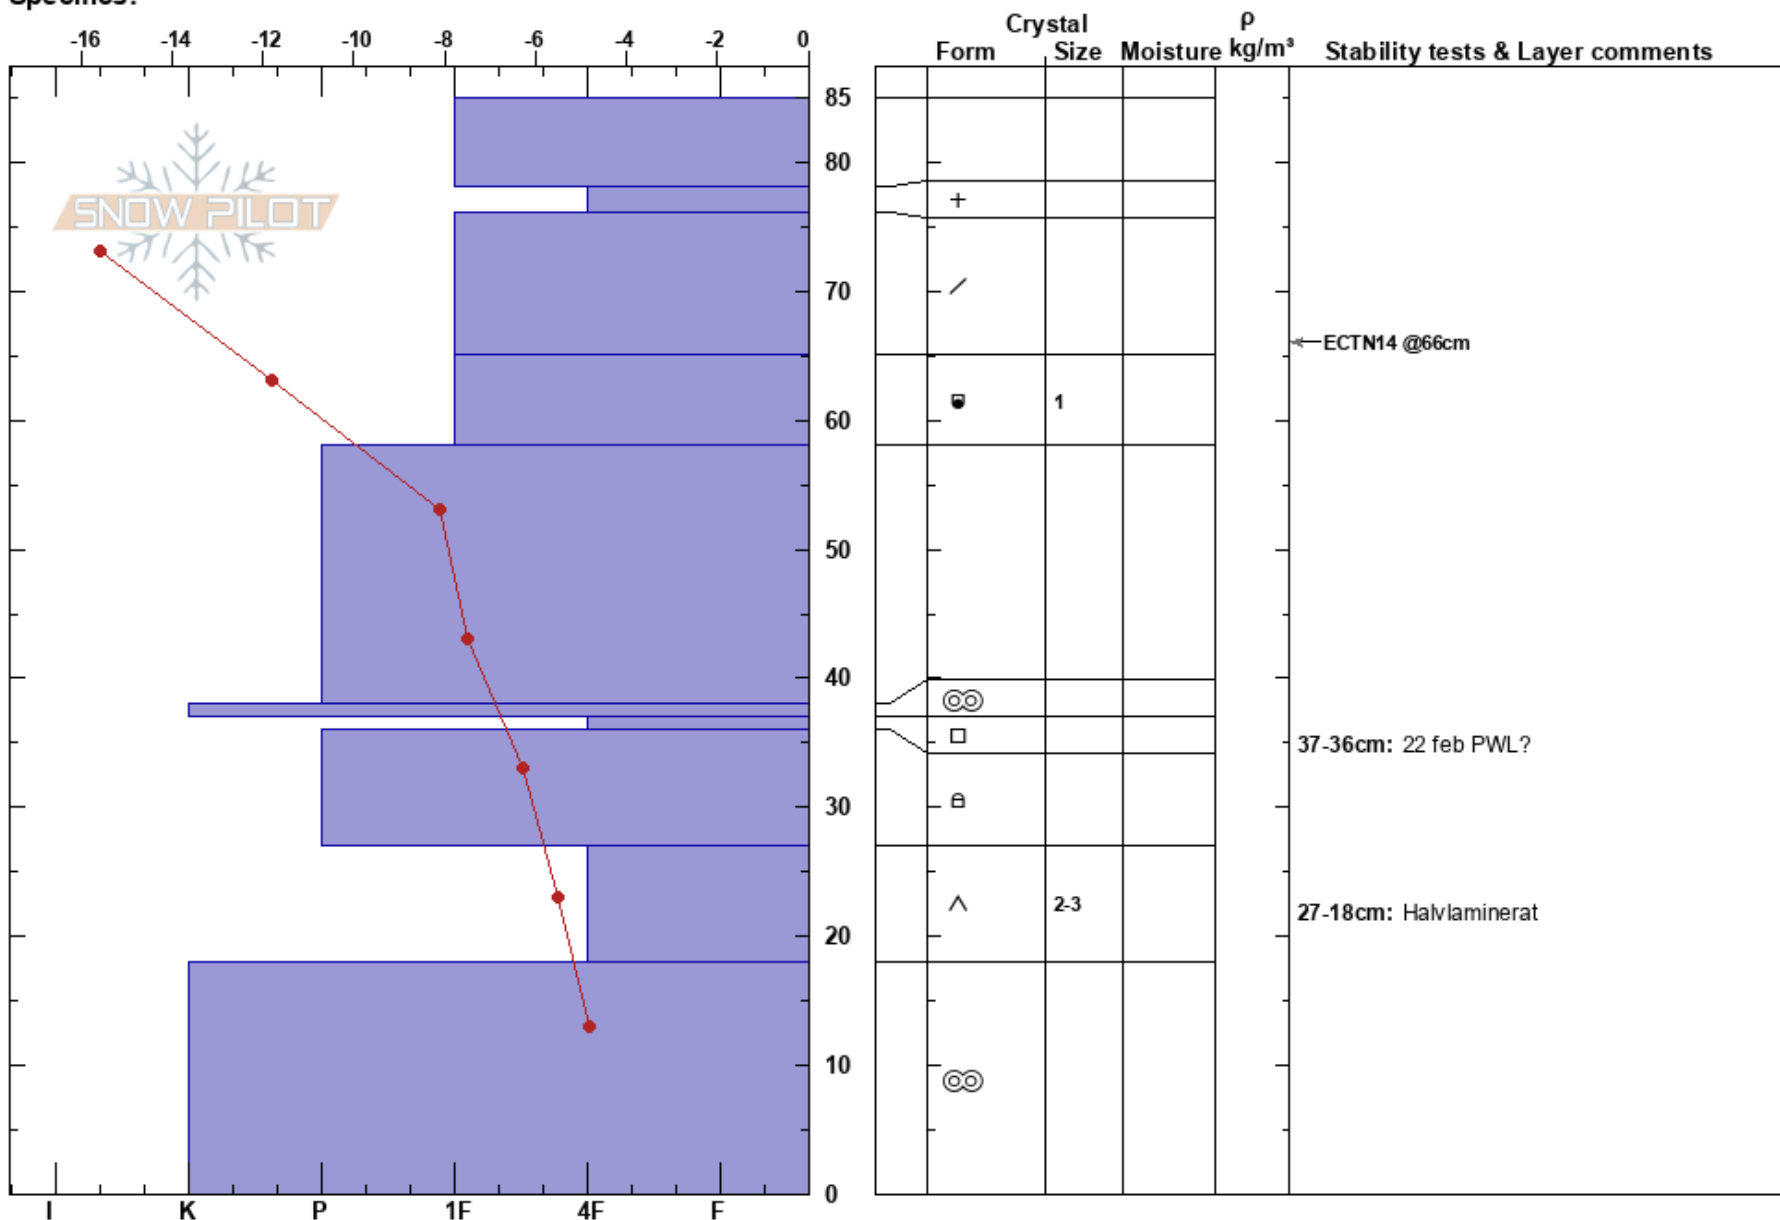 Specifics:
Crystal ρ
-16 -14 -12 -10 -8 -6 -4 -2 0
Form Size Moisture kg/m³ Stability tests & Layer comments
85
80
SNOW PILOT
70
ECTN14 @66cm
1
60
50
40
37-36cm: 22 feb PWL?
30
2-3
27-18cm: Halvlaminerat
20
10
0
I K P 1F 4F F